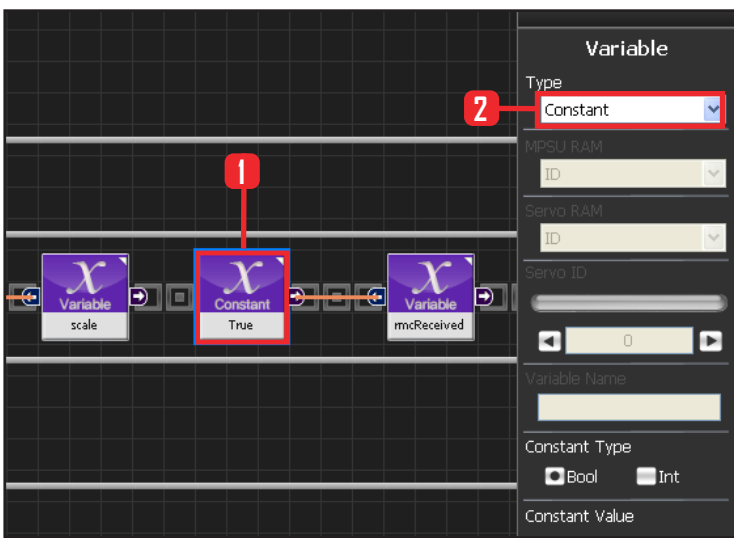 1
Variable
scale
Constant
True
Variable
rmcReceived
Variable
Type
2
Constant
MPSU RAM
ID
Servo RAM
ID
Servo ID
0
Variable Name
Constant Type
Bool Int
Constant Value